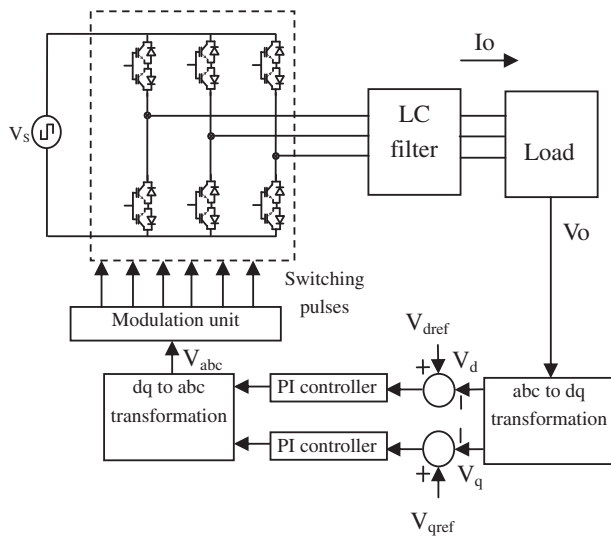 Io
LC
filter
Load
Vs
Vo
Switching
pulses
Modulation unit
Vabc
Vdref
+
Vd
dq to abc
transformation
PI controller
abc to dq
transformation
PI controller
+
Vq
Vqref